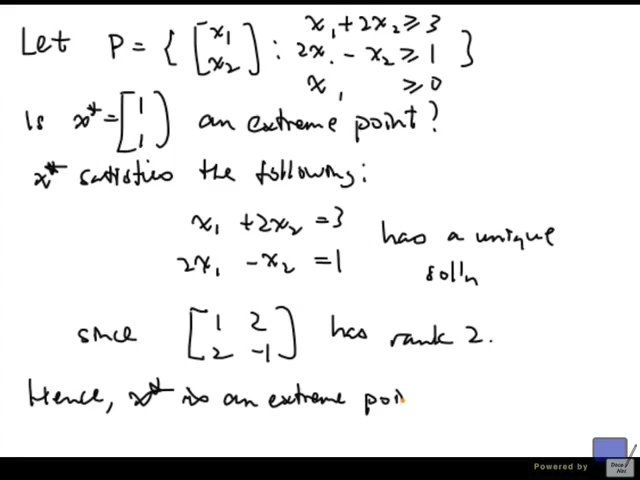 Let P = { [x₁ x₂] : x₁ + 2x₂ ≥ 3
2x₁ - x₂ ≥ 1 }
x₁ ≥ 0
Is x* = [1 1] an extreme point?
x* satisfies the following:
x₁ + 2x₂ = 3
2x₁ - x₂ = 1 has a unique
sol'n
since [1 2
2 -1] has rank 2.
Hence, x* is an extreme poi
Powered by